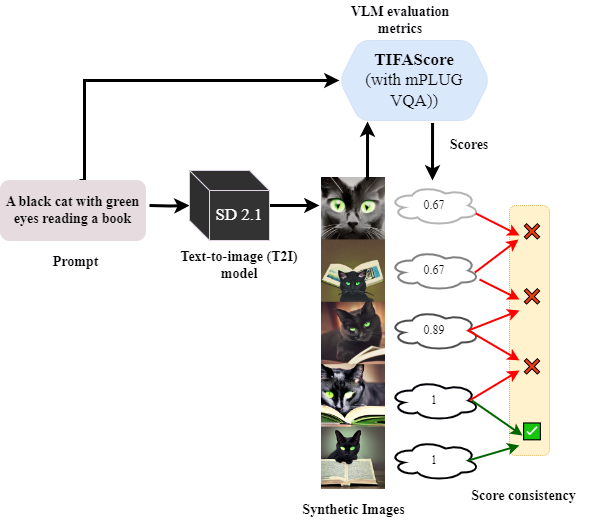 VLM evaluation
metrics
TIFAScore
(with mPLUG
VQA))
Scores
A black cat with green
eyes reading a book
Prompt
SD 2.1
Text-to-image (T2I)
model
0.67
0.67
0.89
1
1
Synthetic Images
Score consistency